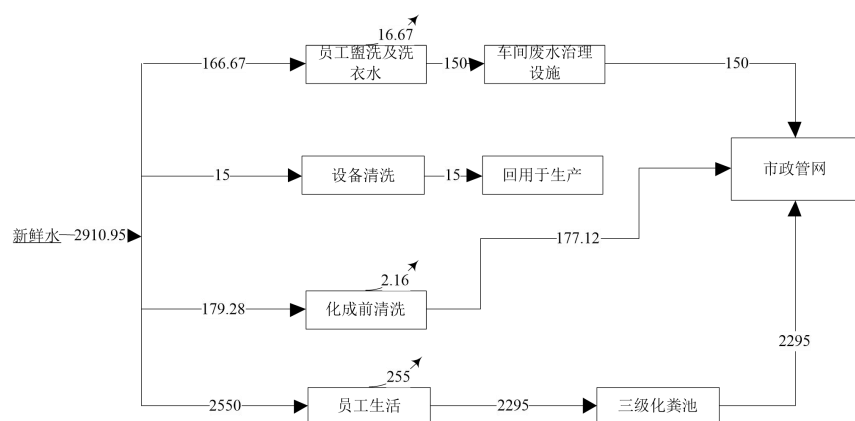 16.67
166.67
员工盥洗及洗
衣水
150
车间废水治理
设施
150
15
设备清洗
15
回用于生产
市政管网
新鲜水
2910.95
177.12
2.16
179.28
化成前清洗
2295
255
2550
员工生活
2295
三级化粪池